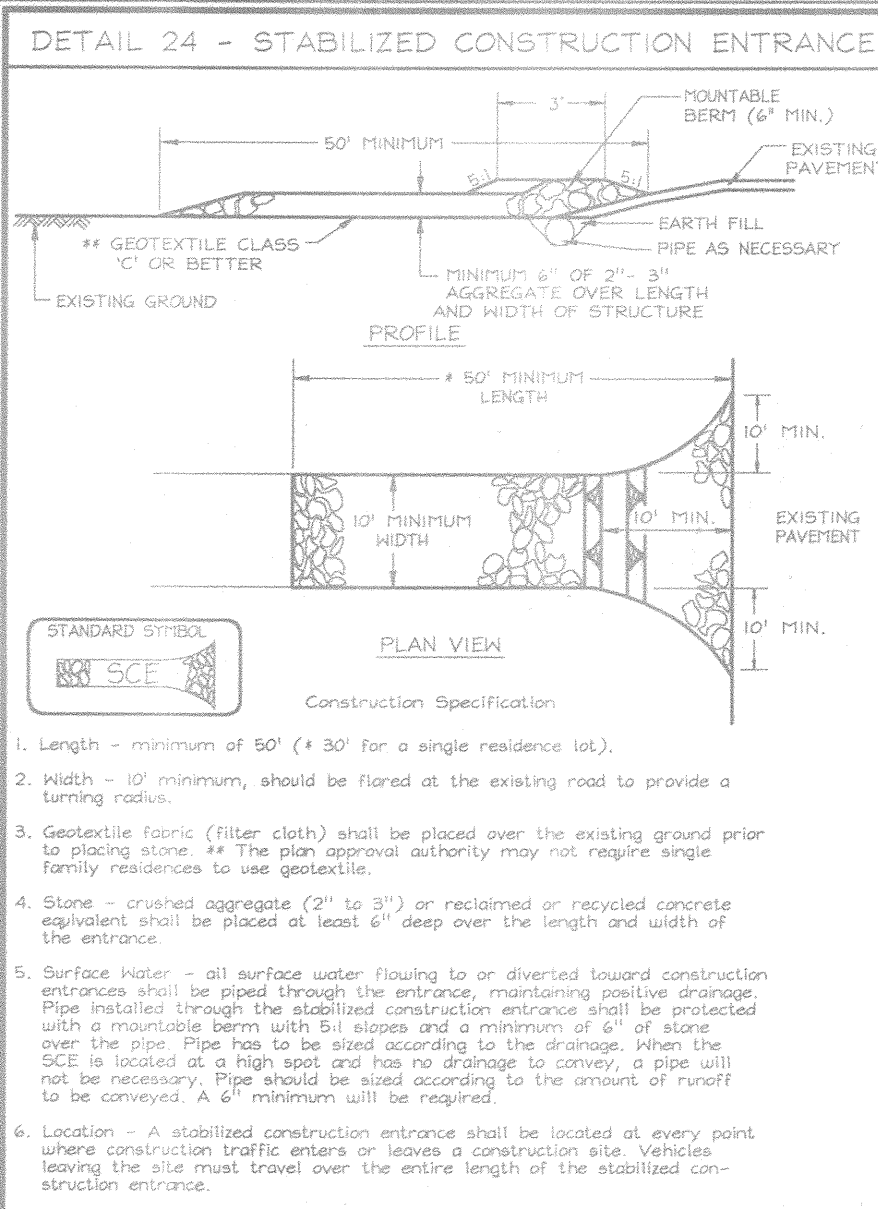 DETAIL 24 - STABILIZED CONSTRUCTION ENTRANCE
3'
MOUNTABLE
BERM (6" MIN.)
50' MINIMUM
EXISTING
PAVEMENT
5:1
5:1
** GEOTEXTILE CLASS
'C' OR BETTER
EARTH FILL
PIPE AS NECESSARY
EXISTING GROUND
MINIMUM 6" OF 2"- 3"
AGGREGATE OVER LENGTH
AND WIDTH OF STRUCTURE
PROFILE
* 50' MINIMUM
LENGTH
10' MIN.
10' MINIMUM
WIDTH
10' MIN.
EXISTING
PAVEMENT
10' MIN.
STANDARD SYMBOL
SCE
PLAN VIEW
Construction Specification
1. Length - minimum of 50' (* 30' for a single residence lot).
2. Width - 10' minimum, should be flared at the existing road to provide a
turning radius.
3. Geotextile fabric (filter cloth) shall be placed over the existing ground prior
to placing stone. ** The plan approval authority may not require single
family residences to use geotextile.
4. Stone - crushed aggregate (2" to 3") or reclaimed or recycled concrete
equivalent shall be placed at least 6" deep over the length and width of
the entrance.
5. Surface Water - all surface water flowing to or diverted toward construction
entrances shall be piped through the entrance, maintaining positive drainage.
Pipe installed through the stabilized construction entrance shall be protected
with a mountable berm with 5:1 slopes and a minimum of 6" of stone
over the pipe. Pipe has to be sized according to the drainage. When the
SCE is located at a high spot and has no drainage to convey, a pipe will
not be necessary. Pipe should be sized according to the amount of runoff
to be conveyed. A 6" minimum will be required.
6. Location - A stabilized construction entrance shall be located at every point
where construction traffic enters or leaves a construction site. Vehicles
leaving the site must travel over the entire length of the stabilized con-
struction entrance.